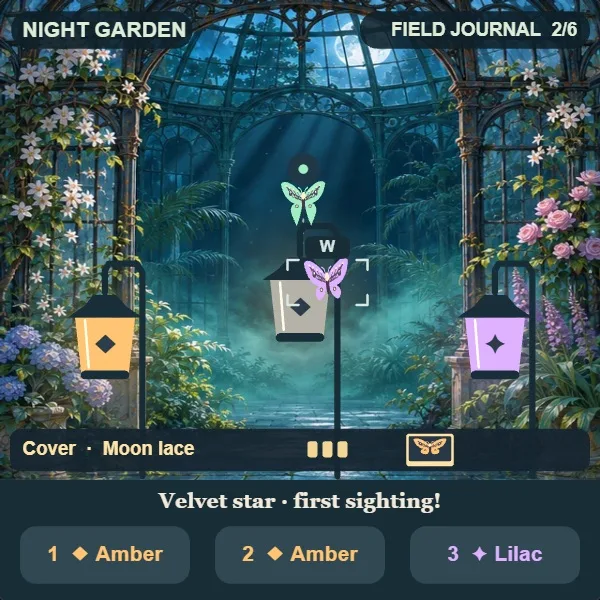 NIGHT GARDEN
FIELD JOURNAL 2/6
W
Cover · Moon lace
Velvet star · first sighting!
1 ◆ Amber
2 ◆ Amber
3 ✦ Lilac